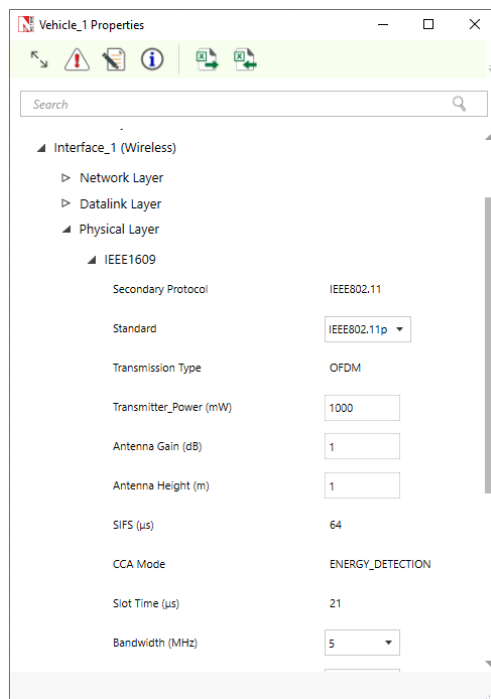 Vehicle_1 Properties
Search
Interface_1 (Wireless)
Network Layer
Datalink Layer
Physical Layer
IEEE1609
Secondary Protocol IEEE802.11
Standard IEEE802.11p
Transmission Type OFDM
Transmitter_Power (mW) 1000
Antenna Gain (dB) 1
Antenna Height (m) 1
SIFS (µs) 64
CCA Mode ENERGY_DETECTION
Slot Time (µs) 21
Bandwidth (MHz) 5